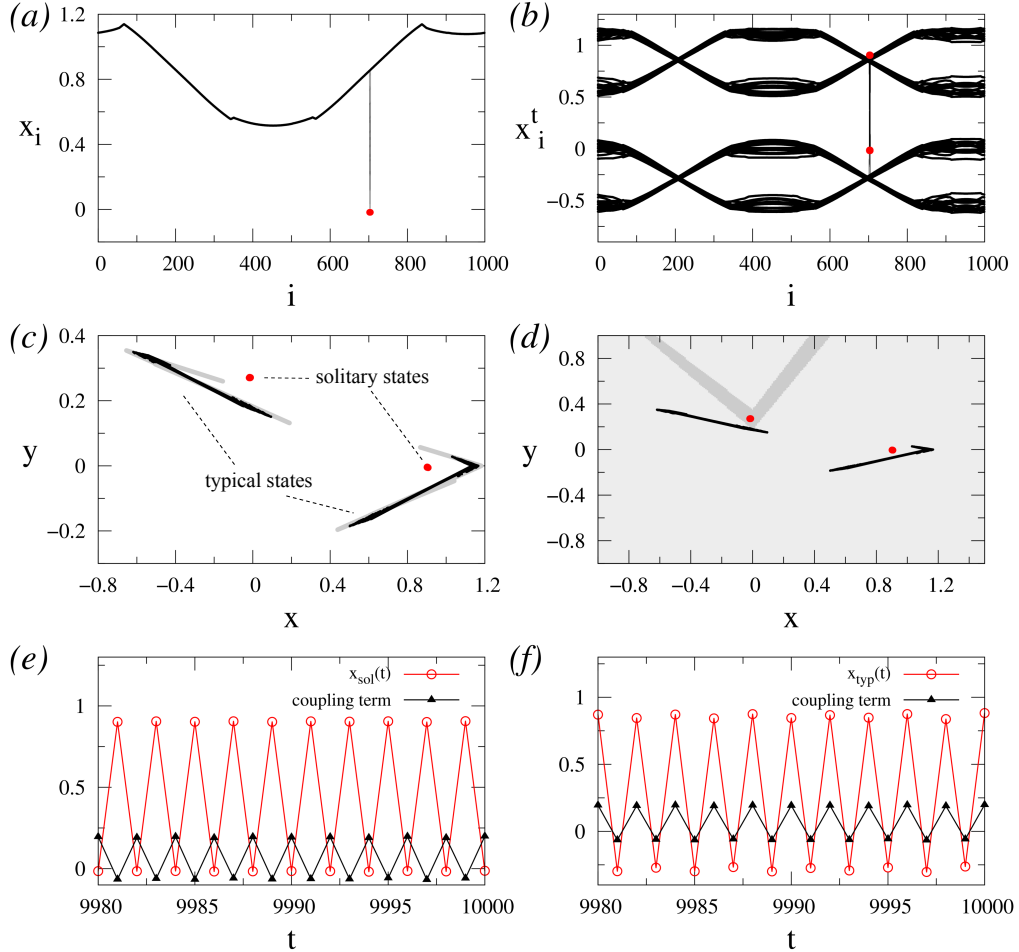 (a)
1.2
0.8
0.4
0
x_i
0 200 400 600 800 1000
i
(b)
1
0.5
0
−0.5
x_i^t
0 200 400 600 800 1000
i
(c)
0.4
0.2
0
−0.2
y
solitary states
typical states
−0.8 −0.4 0 0.4 0.8 1.2
x
(d)
0.8
0.4
0
−0.4
−0.8
y
−0.8 −0.4 0 0.4 0.8 1.2
x
(e)
1
0.5
0
x_sol(t)
coupling term
9980 9985 9990 9995 10000
t
(f)
1
0.5
0
x_typ(t)
coupling term
9980 9985 9990 9995 10000
t